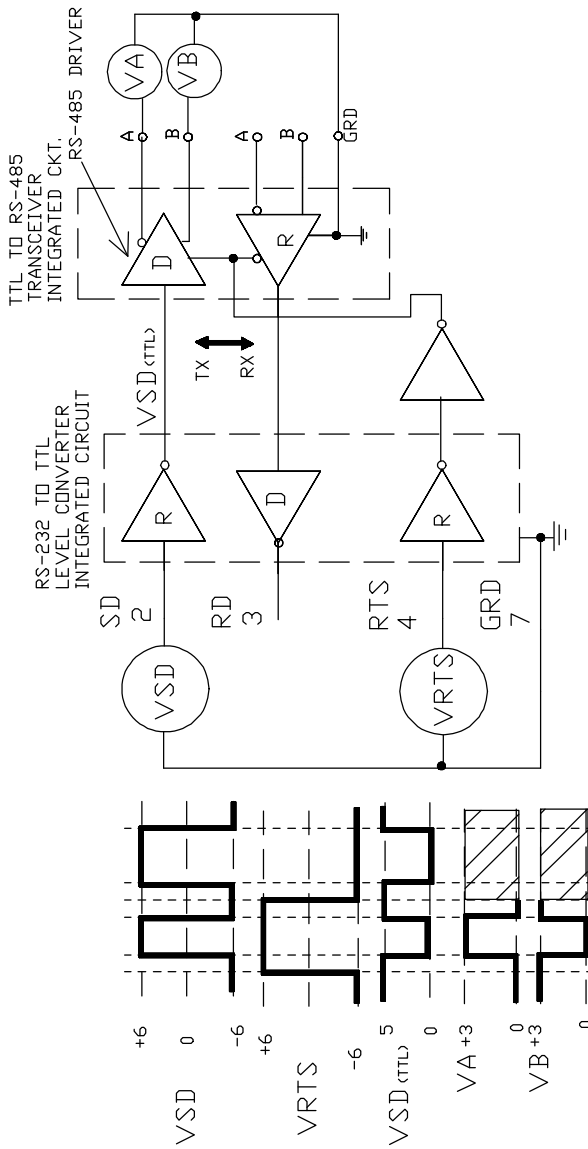 TTL TO RS-485
TRANSCEIVER
INTEGRATED CKT.
RS-485 DRIVER
VA
VB
A
B
D
A
B
GRD
R
VSD(TTL)
TX
RX
RS-232 TO TTL
LEVEL CONVERTER
INTEGRATED CIRCUIT
R
D
R
SD
2
RD
3
RTS
4
GRD
7
VSD
VRTS
VSD
+6
0
-6
VRTS
+6
-6
VSD(TTL)
5
0
VA
+3
0
VB
+3
0